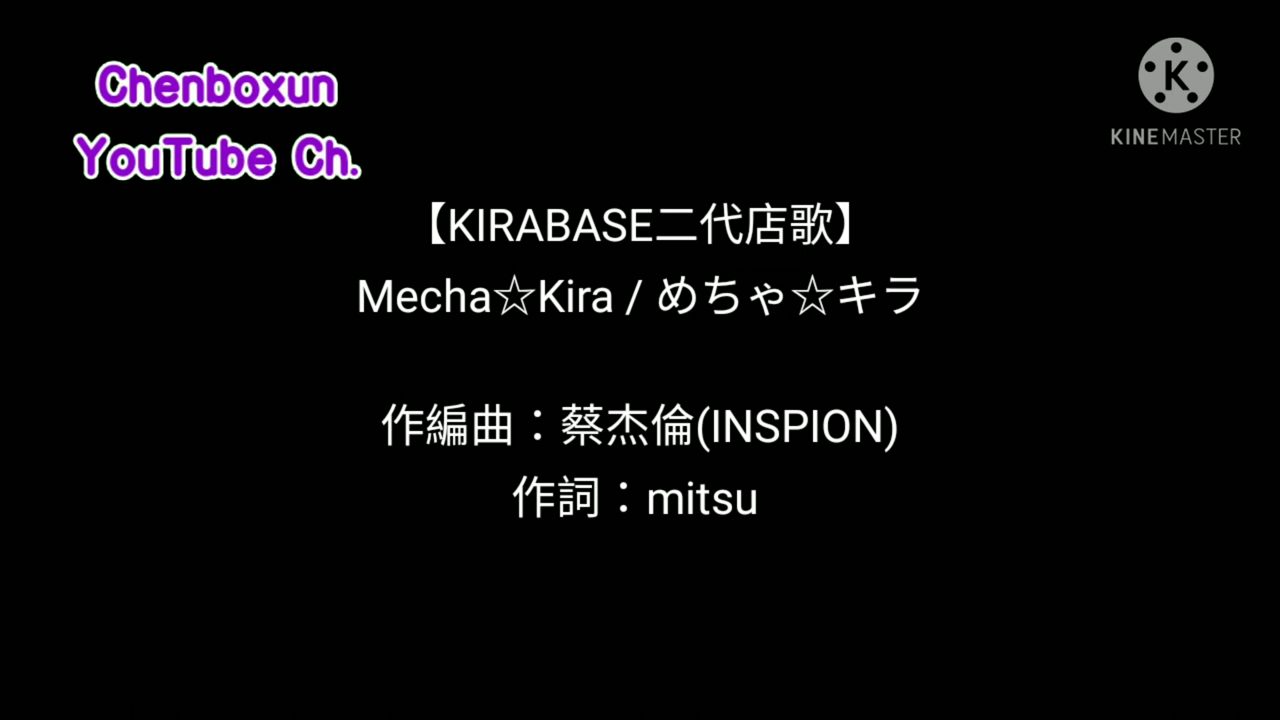 Chenboxun
YouTube Ch.
K
KINEMASTER
【KIRABASE二代店歌】
Mecha☆Kira / めちゃ☆キラ
作編曲：蔡杰倫(INSPION)
作詞：mitsu